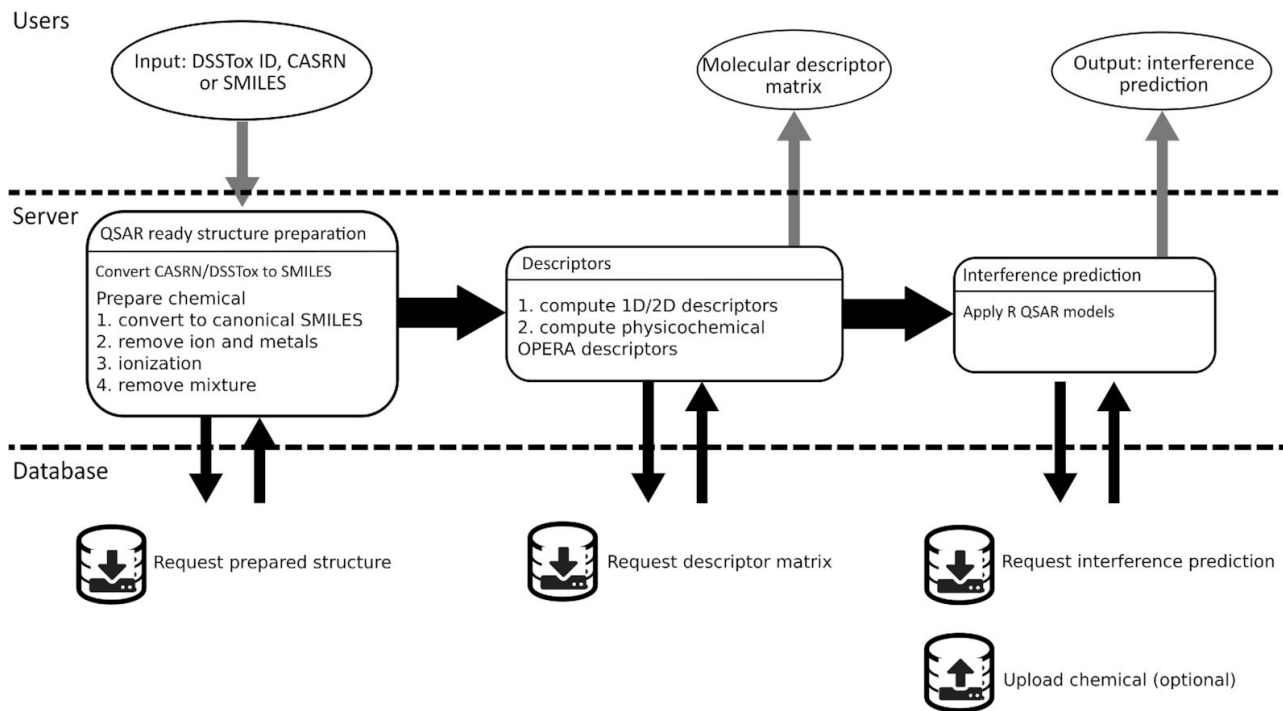 Users
Input: DSSTox ID, CASRN
or SMILES
Molecular descriptor
matrix
Output: interference
prediction
Server
QSAR ready structure preparation
Convert CASRN/DSSTox to SMILES
Prepare chemical
1. convert to canonical SMILES
2. remove ion and metals
3. ionization
4. remove mixture
Descriptors
1. compute 1D/2D descriptors
2. compute physicochemical
OPERA descriptors
Interference prediction
Apply R QSAR models
Database
Request prepared structure
Request descriptor matrix
Request interference prediction
Upload chemical (optional)